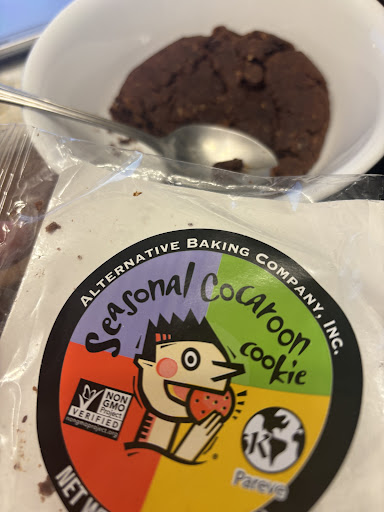 ALTERNATIVE BAKING COMPANY, INC.
Seasonal Cocaroon
cookie
NON
GMO
Project
VERIFIED
nongmoproject.org
K
Pareve
NET